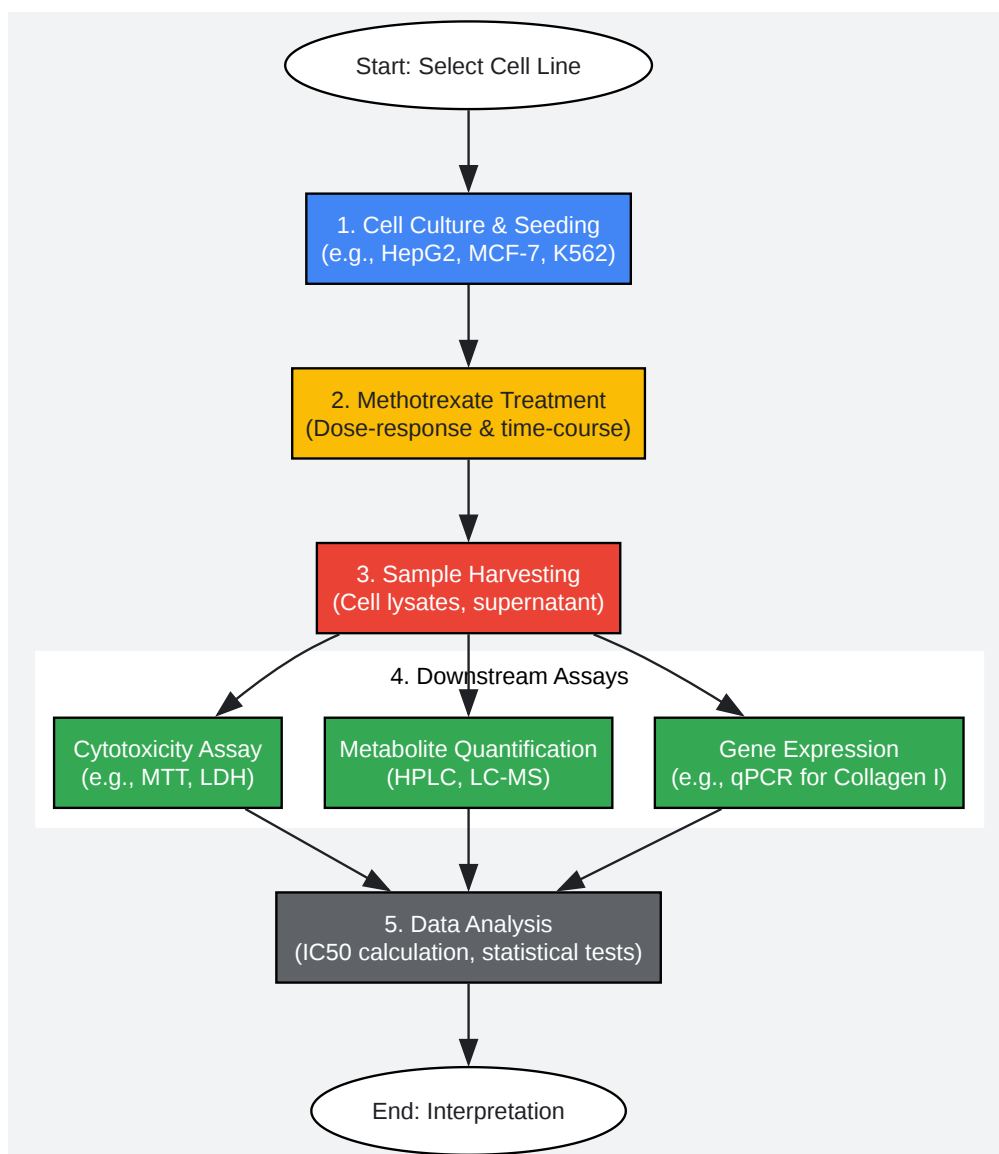 Start: Select Cell Line
1. Cell Culture & Seeding
(e.g., HepG2, MCF-7, K562)
2. Methotrexate Treatment
(Dose-response & time-course)
3. Sample Harvesting
(Cell lysates, supernatant)
4. Downstream Assays
Cytotoxicity Assay
(e.g., MTT, LDH)
Metabolite Quantification
(HPLC, LC-MS)
Gene Expression
(e.g., qPCR for Collagen I)
5. Data Analysis
(IC50 calculation, statistical tests)
End: Interpretation